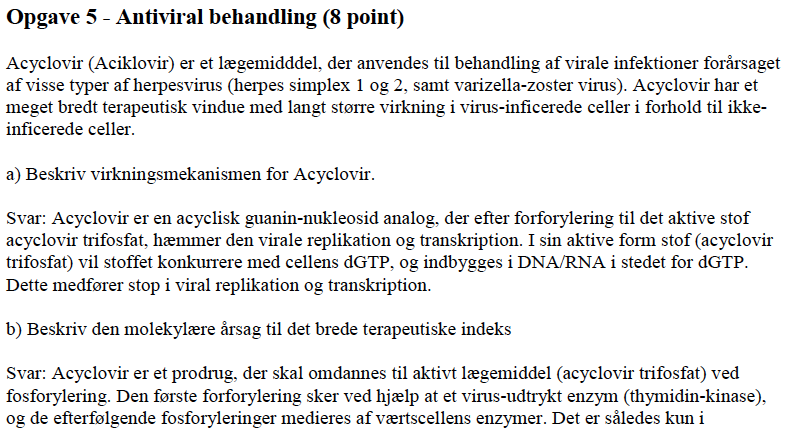 Opgave 5 - Antiviral behandling (8 point)
Acyclovir (Aciklovir) er et lægemidddel, der anvendes til behandling af virale infektioner forårsaget
af visse typer af herpesvirus (herpes simplex 1 og 2, samt varizella-zoster virus). Acyclovir har et
meget bredt terapeutisk vindue med langt større virkning i virus-inficerede celler i forhold til ikke-
inficerede celler.
a) Beskriv virkningsmekanismen for Acyclovir.
Svar: Acyclovir er en acyclisk guanin-nukleosid analog, der efter forforylering til det aktive stof
acyclovir trifosfat, hæmmer den virale replikation og transkription. I sin aktive form stof (acyclovir
trifosfat) vil stoffet konkurrere med cellens dGTP, og indbygges i DNA/RNA i stedet for dGTP.
Dette medfører stop i viral replikation og transkription.
b) Beskriv den molekylære årsag til det brede terapeutiske indeks
Svar: Acyclovir er et prodrug, der skal omdannes til aktivt lægemiddel (acyclovir trifosfat) ved
fosforylering. Den første forforylering sker ved hjælp at et virus-udtrykt enzym (thymidin-kinase),
og de efterfølgende fosforyleringer medieres af værtscellens enzymer. Det er således kun i